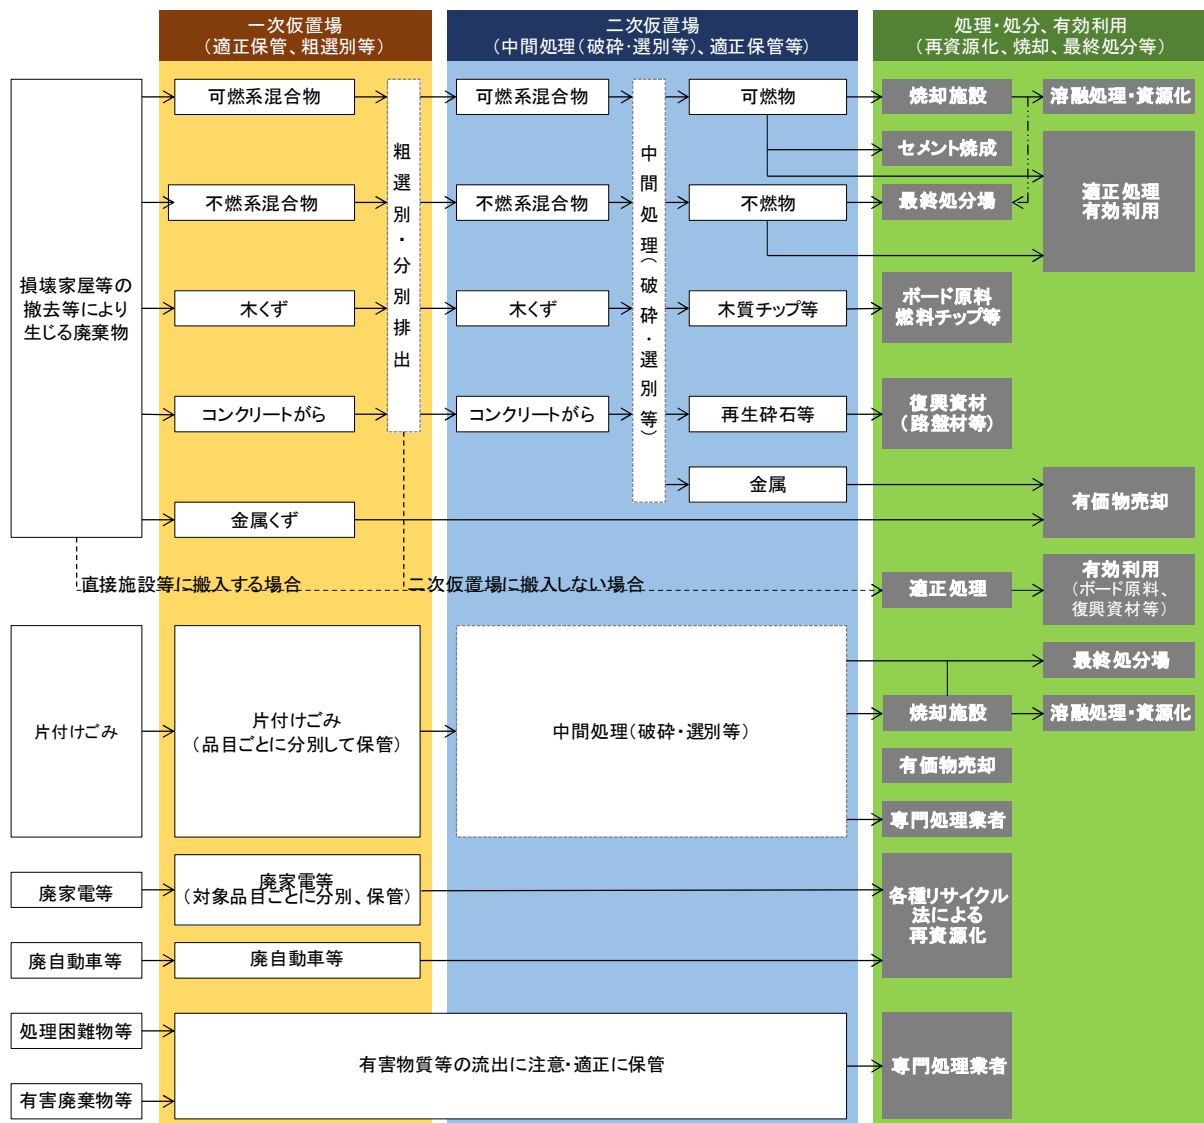 一次仮置場
(適正保管、粗選別等)
二次仮置場
(中間処理(破砕・選別等)、適正保管等)
処理・処分、有効利用
(再資源化、焼却、最終処分等)
損壊家屋等の
撤去等により
生じる廃棄物
可燃系混合物
不燃系混合物
木くず
コンクリートがら
金属くず
粗選別・分別排出
可燃系混合物
不燃系混合物
木くず
コンクリートがら
中間処理(破砕・選別等)
可燃物
不燃物
木質チップ等
再生砕石等
金属
焼却施設
溶融処理・資源化
セメント焼成
適正処理
有効利用
最終処分場
ボード原料
燃料チップ等
復興資材
(路盤材等)
有価物売却
直接施設等に搬入する場合
二次仮置場に搬入しない場合
適正処理
有効利用
(ボード原料、
復興資材等)
片付けごみ
片付けごみ
(品目ごとに分別して保管)
中間処理(破砕・選別等)
最終処分場
焼却施設
溶融処理・資源化
有価物売却
専門処理業者
廃家電等
廃家電等
(対象品目ごとに分別、保管)
各種リサイクル
法による
再資源化
廃自動車等
廃自動車等
処理困難物等
有害廃棄物等
有害物質等の流出に注意・適正に保管
専門処理業者